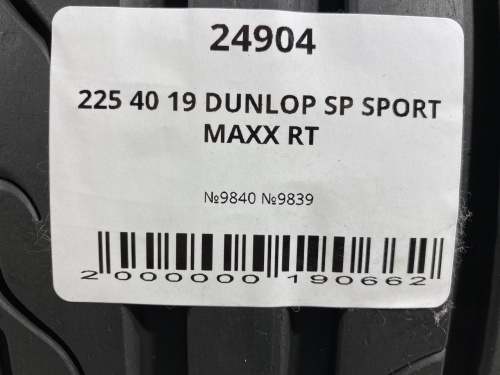 24904
225 40 19 DUNLOP SP SPORT
MAXX RT
№9840 №9839
2 000000 190662